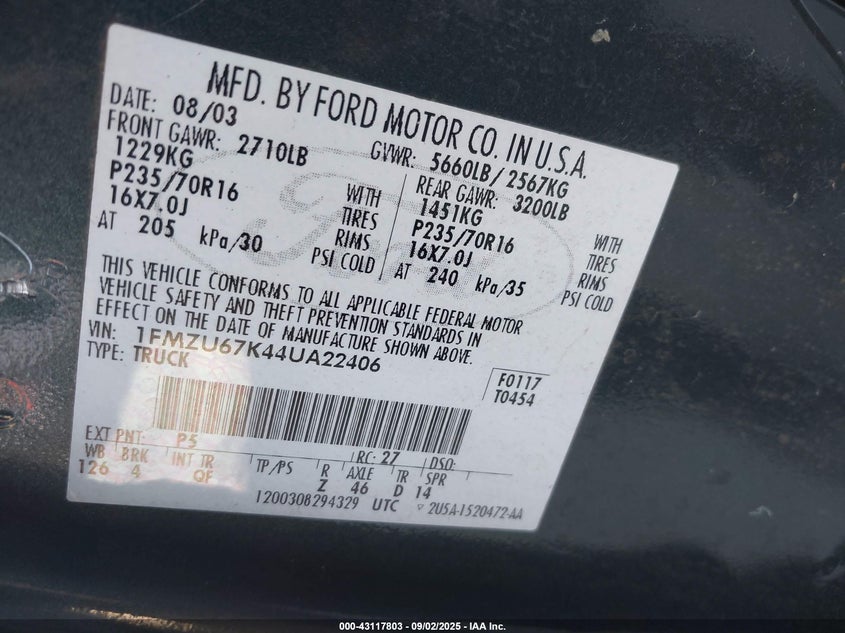 MFD. BY FORD MOTOR CO. IN U.S.A.
DATE: 08/03 GVWR: 5660LB/2567KG
FRONT GAWR: 2710LB REAR GAWR: 3200LB
1229KG WITH 1451KG WITH
P235/70R16 TIRES P235/70R16 TIRES
16X7.0J RIMS 16X7.0J RIMS
AT 205 kPa/30 PSI COLD AT 240 kPa/35 PSI COLD
THIS VEHICLE CONFORMS TO ALL APPLICABLE FEDERAL MOTOR
VEHICLE SAFETY AND THEFT PREVENTION STANDARDS IN
EFFECT ON THE DATE OF MANUFACTURE SHOWN ABOVE.
VIN: 1FMZU67K44UA22406
TYPE: TRUCK
F0117
T0454
EXT PNT: P5 RC: 27 DSO:
WB BRK INT TR TP/PS R AXLE TR SPR
126 4 QF Z 46 D 14
1200308294329 UTC 2U5A-1520472-AA
000-43117803 - 09/02/2025 - IAA Inc.